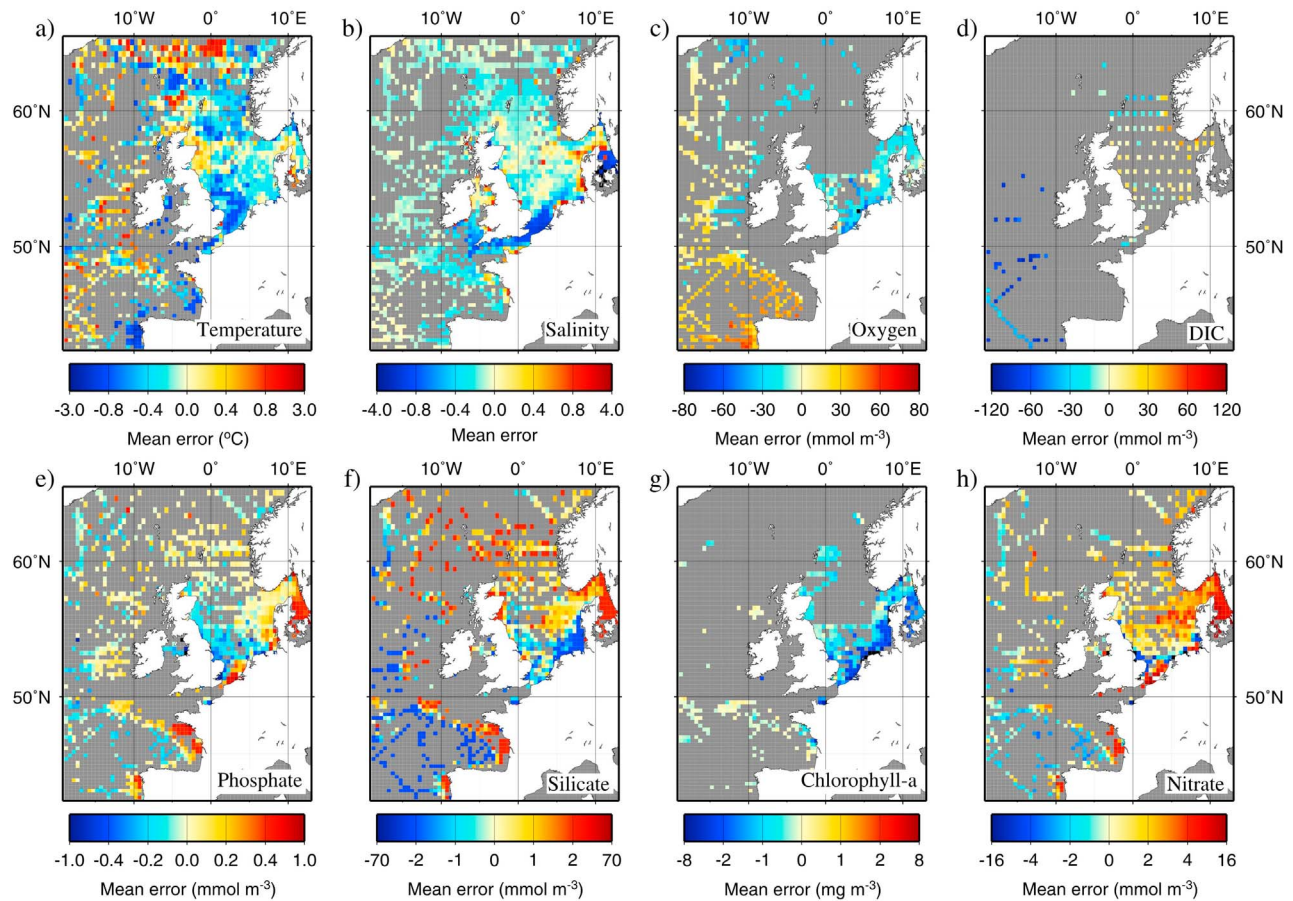 a) 10°W 0° 10°E b) 10°W 0° 10°E c) 10°W 0° 10°E d) 10°W 0° 10°E
60°N 60°N
50°N 50°N
Temperature Salinity Oxygen DIC
-3.0 -0.8 -0.4 0.0 0.4 0.8 3.0 -4.0 -0.8 -0.4 0.0 0.4 0.8 4.0 -80 -60 -30 0 30 60 80 -120 -60 -30 0 30 60 120
Mean error (°C) Mean error Mean error (mmol m⁻³) Mean error (mmol m⁻³)
e) 10°W 0° 10°E f) 10°W 0° 10°E g) 10°W 0° 10°E h) 10°W 0° 10°E
60°N 60°N
50°N 50°N
Phosphate Silicate Chlorophyll-a Nitrate
-1.0 -0.4 -0.2 0.0 0.2 0.4 1.0 -70 -2 -1 0 1 2 70 -8 -2 -1 0 1 2 8 -16 -4 -2 0 2 4 16
Mean error (mmol m⁻³) Mean error (mmol m⁻³) Mean error (mg m⁻³) Mean error (mmol m⁻³)